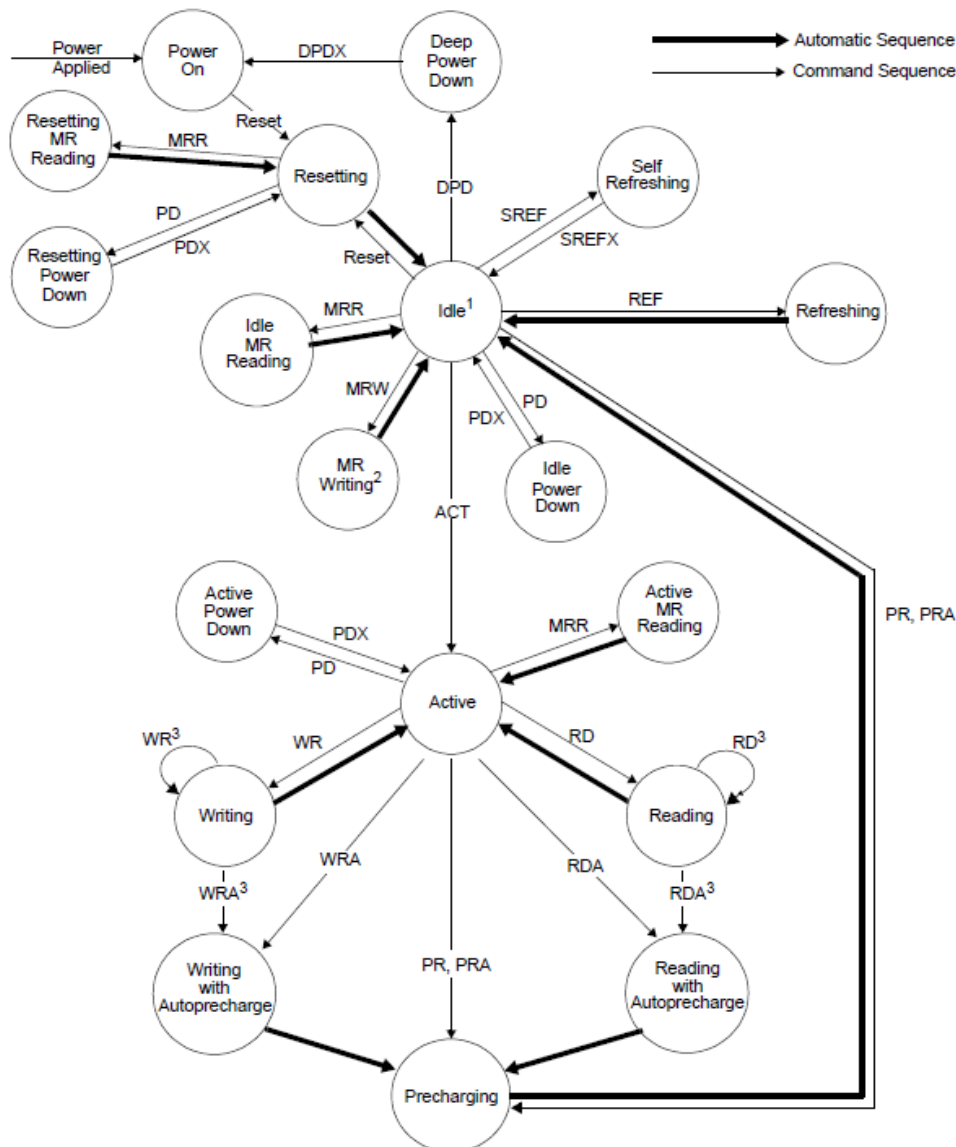 Power
Applied
Power
On
DPDX
Deep
Power
Down
Automatic Sequence
Command Sequence
Reset
Resetting
MR
Reading
MRR
Resetting
DPD
SREF
Self
Refreshing
SREFX
PD
PDX
Resetting
Power
Down
Reset
Idle1
REF
Refreshing
MRR
Idle
MR
Reading
MRW
PD
PDX
MR
Writing2
Idle
Power
Down
ACT
Active
Power
Down
PDX
PD
MRR
Active
MR
Reading
PR, PRA
Active
WR3
WR
RD
RD3
Writing
Reading
WRA
RDA
WRA3
RDA3
Writing
with
Autoprecharge
PR, PRA
Reading
with
Autoprecharge
Precharging